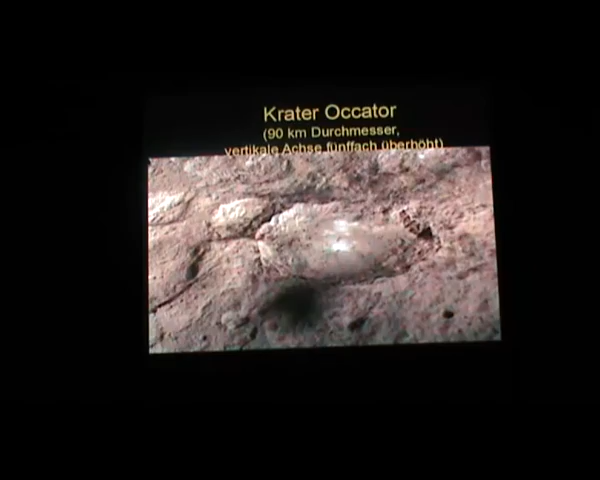 Krater Occator
(90 km Durchmesser,
vertikale Achse fünffach überhöht)